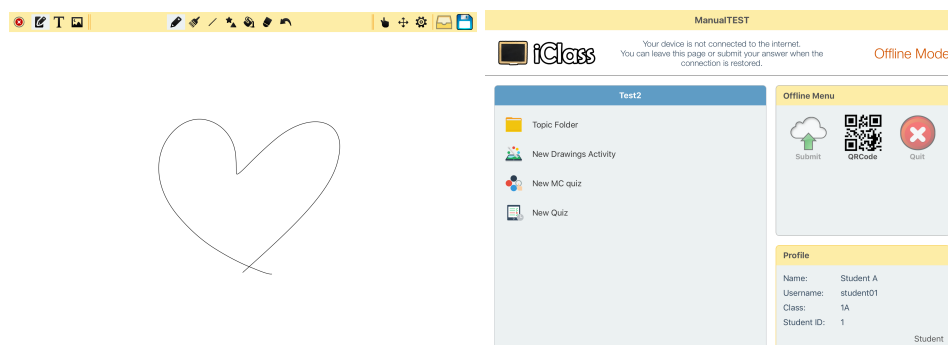 T
ManualTEST
iClass
Your device is not connected to the internet.
You can leave this page or submit your answer when the
connection is restored.
Offline Mode
Test2
Topic Folder
New Drawings Activity
New MC quiz
New Quiz
Offline Menu
Submit QRCode Quit
Profile
Name: Student A
Username: student01
Class: 1A
Student ID: 1
Student